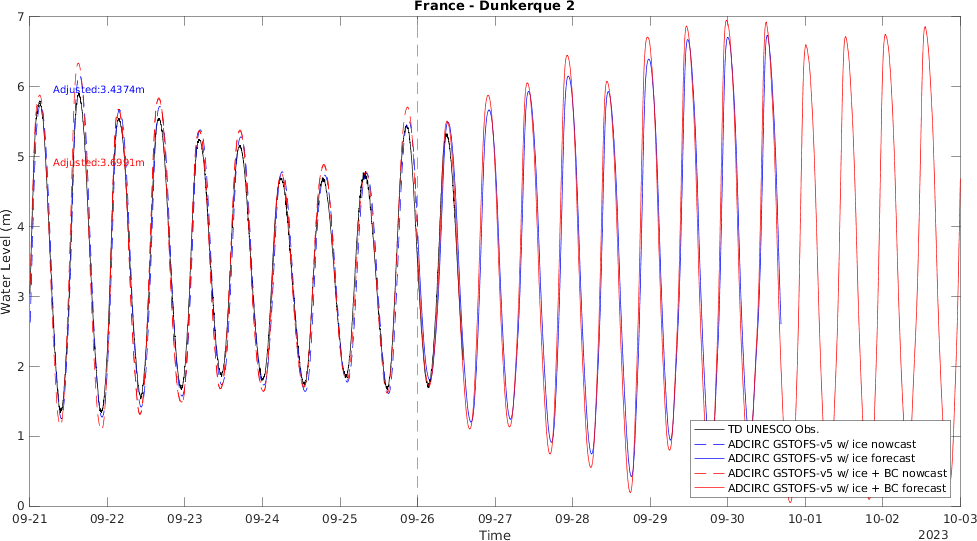 France - Dunkerque 2
7
6
5
4
3
2
1
0
Water Level (m)
Adjusted:3.4374m
Adjusted:3.6991m
TD UNESCO Obs.
ADCIRC GSTOFS-v5 w/ ice nowcast
ADCIRC GSTOFS-v5 w/ ice forecast
ADCIRC GSTOFS-v5 w/ ice + BC nowcast
ADCIRC GSTOFS-v5 w/ ice + BC forecast
09-21 09-22 09-23 09-24 09-25 09-26 09-27 09-28 09-29 09-30 10-01 10-02 10-03
Time
2023